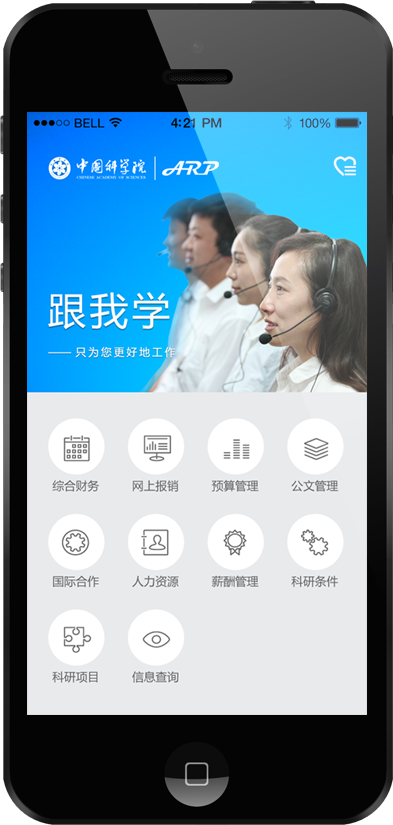 BELL 4:21 PM 100%
中国科学院 ARP
CHINESE ACADEMY OF SCIENCES
跟我学
—— 只为您更好地工作
综合财务 网上报销 预算管理 公文管理
国际合作 人力资源 薪酬管理 科研条件
科研项目 信息查询